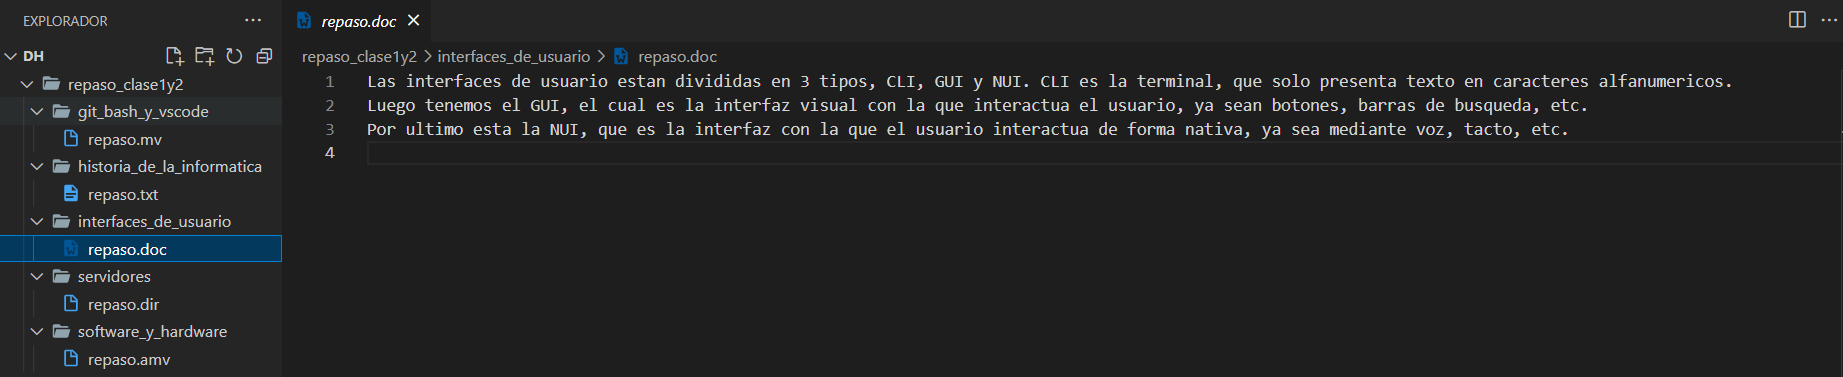 EXPLORADOR
DH
repaso_clase1y2
git_bash_y_vscode
repaso.mv
historia_de_la_informatica
repaso.txt
interfaces_de_usuario
repaso.doc
servidores
repaso.dir
software_y_hardware
repaso.amv
repaso.doc
repaso_clase1y2 > interfaces_de_usuario > repaso.doc
1 Las interfaces de usuario estan divididas en 3 tipos, CLI, GUI y NUI. CLI es la terminal, que solo presenta texto en caracteres alfanumericos.
2 Luego tenemos el GUI, el cual es la interfaz visual con la que interactua el usuario, ya sean botones, barras de busqueda, etc.
3 Por ultimo esta la NUI, que es la interfaz con la que el usuario interactua de forma nativa, ya sea mediante voz, tacto, etc.
4